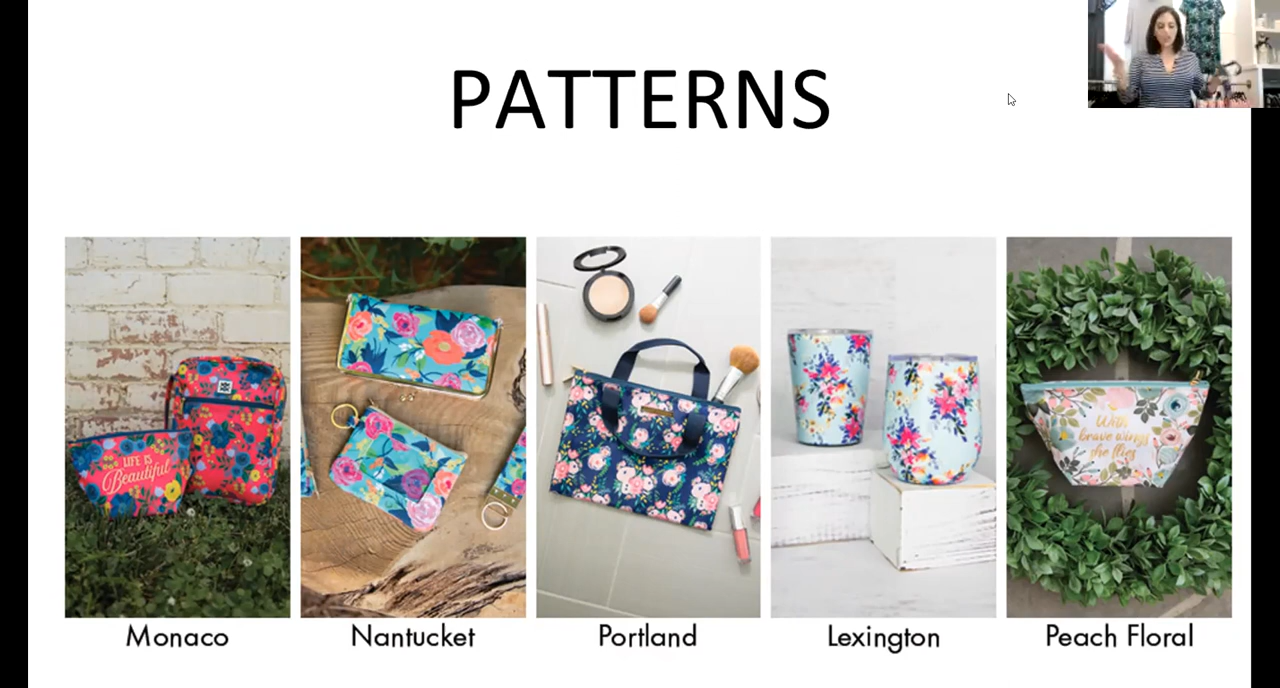 PATTERNS
LIFE IS
Beautiful
With
brave wings
she flies
Monaco
Nantucket
Portland
Lexington
Peach Floral